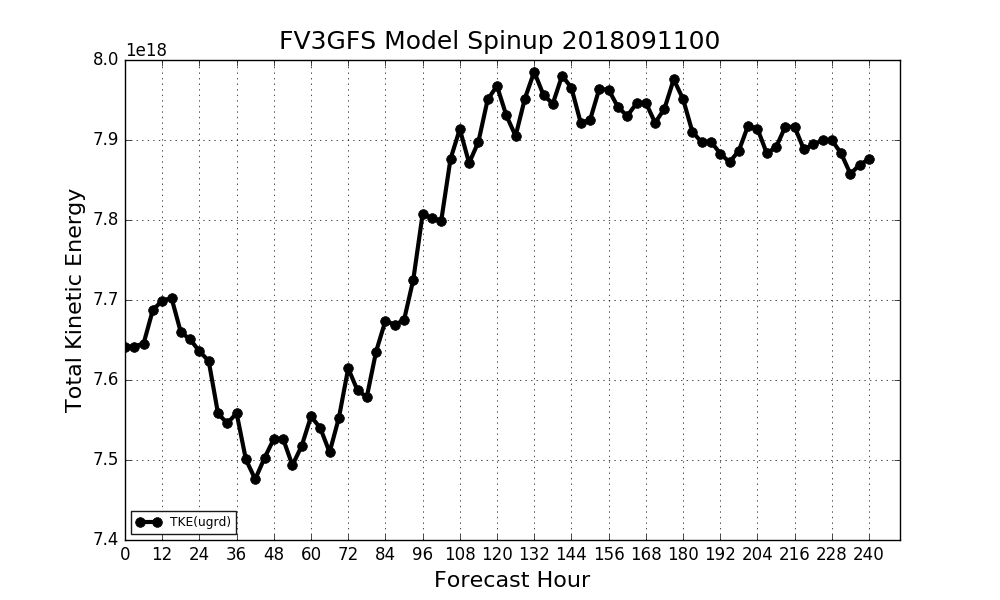 FV3GFS Model Spinup 2018091100
1e18
8.0
7.9
7.8
7.7
7.6
7.5
7.4
Total Kinetic Energy
TKE(ugrd)
0 12 24 36 48 60 72 84 96 108 120 132 144 156 168 180 192 204 216 228 240
Forecast Hour